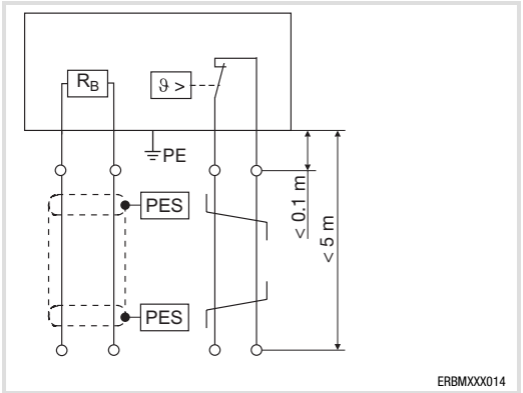 R_B
ϑ >
PE
PES
PES
< 0.1 m
< 5 m
ERBMXXX014